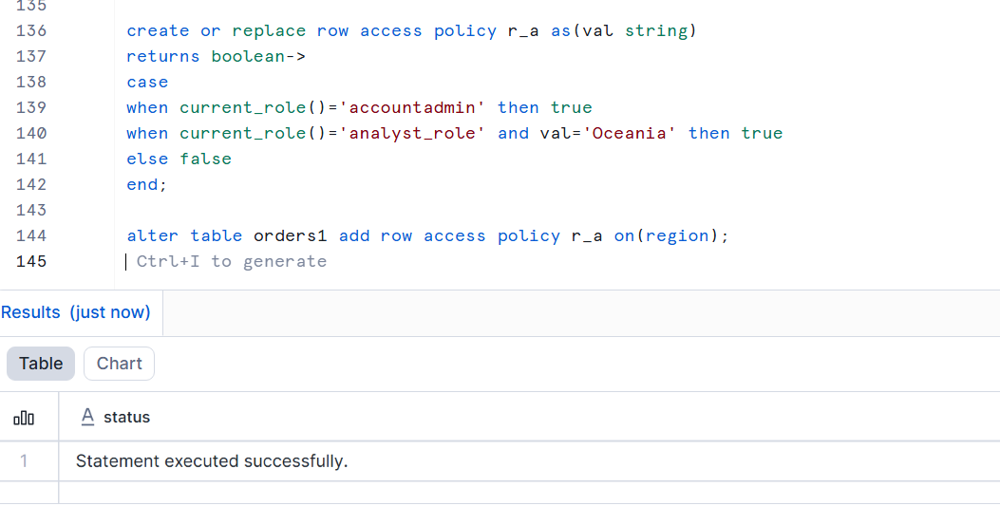 135
136 create or replace row access policy r_a as(val string)
137 returns boolean->
138 case
139 when current_role()='accountadmin' then true
140 when current_role()='analyst_role' and val='Oceania' then true
141 else false
142 end;
143
144 alter table orders1 add row access policy r_a on(region);
145 Ctrl+I to generate
Results (just now)
Table Chart
A status
1 Statement executed successfully.